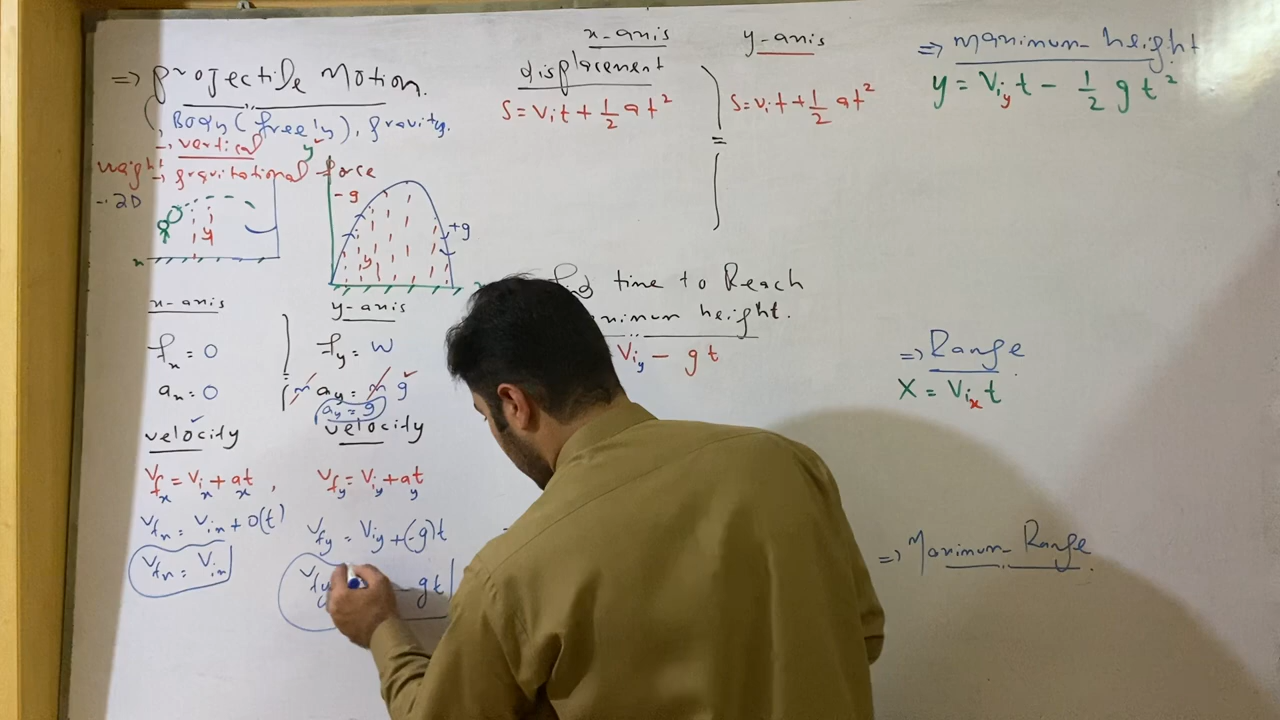 => Projectile Motion.
Body (freely), gravity.
→ vertical
weight → gravitational force
-. 2D
y
x
y
-g
+g
y
x-axis
y-axis
Fx = 0
Fy = W
ax = 0
m ay = m g
ay = g
velocity
velocity
Vfx = Vix + axt ,
Vfy = Viy + ayt
Vfx = Vix + 0(t)
Vfy = Viy + (-g)t
Vfx = Vix
Vfy - gt
x-axis
y-axis
displacement
S = Vit + 1/2 at²
S = Vit + 1/2 at²
time to Reach
height.
Viy - gt
=> Maximum-height
y = Viy t - 1/2 g t²
=> Range
X = Vix t
=> Maximum-Range